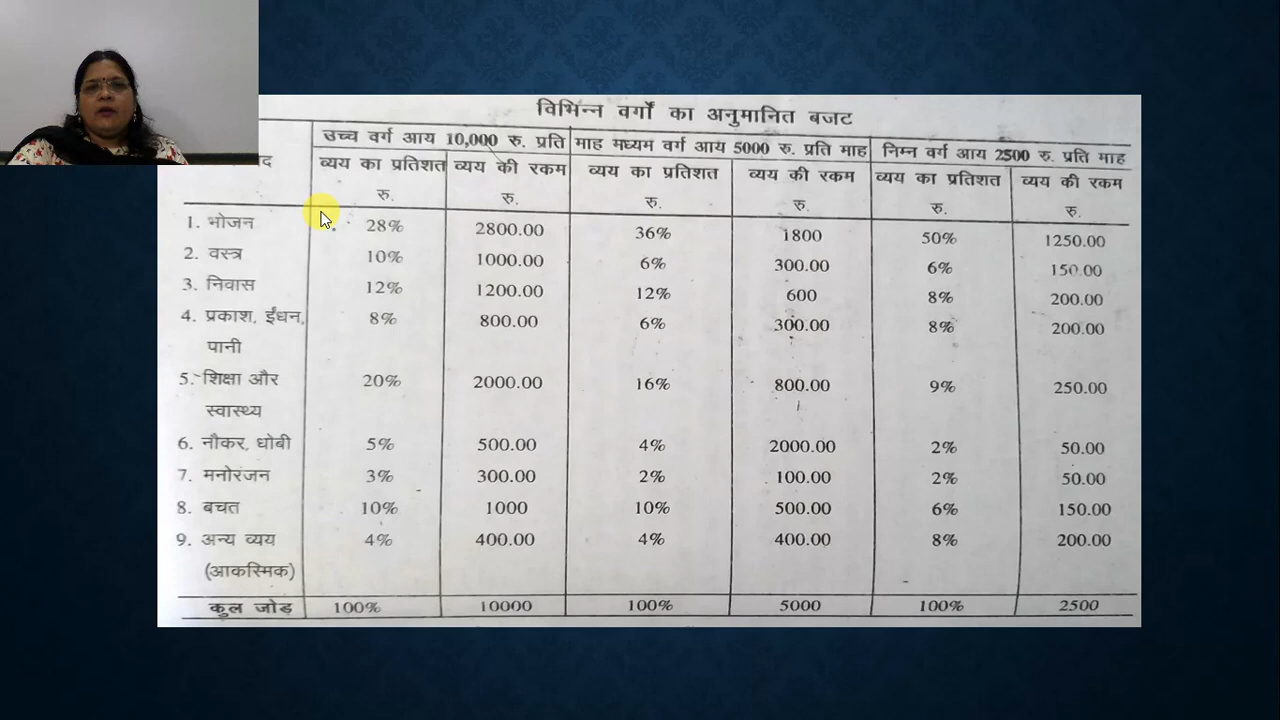 विभिन्न वर्गों का अनुमानित बजट
उच्च वर्ग आय 10,000 रु. प्रति माह मध्यम वर्ग आय 5000 रु. प्रति माह निम्न वर्ग आय 2500 रु. प्रति माह
व्यय का प्रतिशत व्यय की रकम व्यय का प्रतिशत व्यय की रकम व्यय का प्रतिशत व्यय की रकम
रु. रु. रु. रु. रु. रु.
1. भोजन 28% 2800.00 36% 1800 50% 1250.00
2. वस्त्र 10% 1000.00 6% 300.00 6% 150.00
3. निवास 12% 1200.00 12% 600 8% 200.00
4. प्रकाश, ईंधन, 8% 800.00 6% 300.00 8% 200.00
पानी
5. शिक्षा और 20% 2000.00 16% 800.00 9% 250.00
स्वास्थ्य
6. नौकर, धोबी 5% 500.00 4% 2000.00 2% 50.00
7. मनोरंजन 3% 300.00 2% 100.00 2% 50.00
8. बचत 10% 1000 10% 500.00 6% 150.00
9. अन्य व्यय 4% 400.00 4% 400.00 8% 200.00
(आकस्मिक)
कुल जोड़ 100% 10000 100% 5000 100% 2500